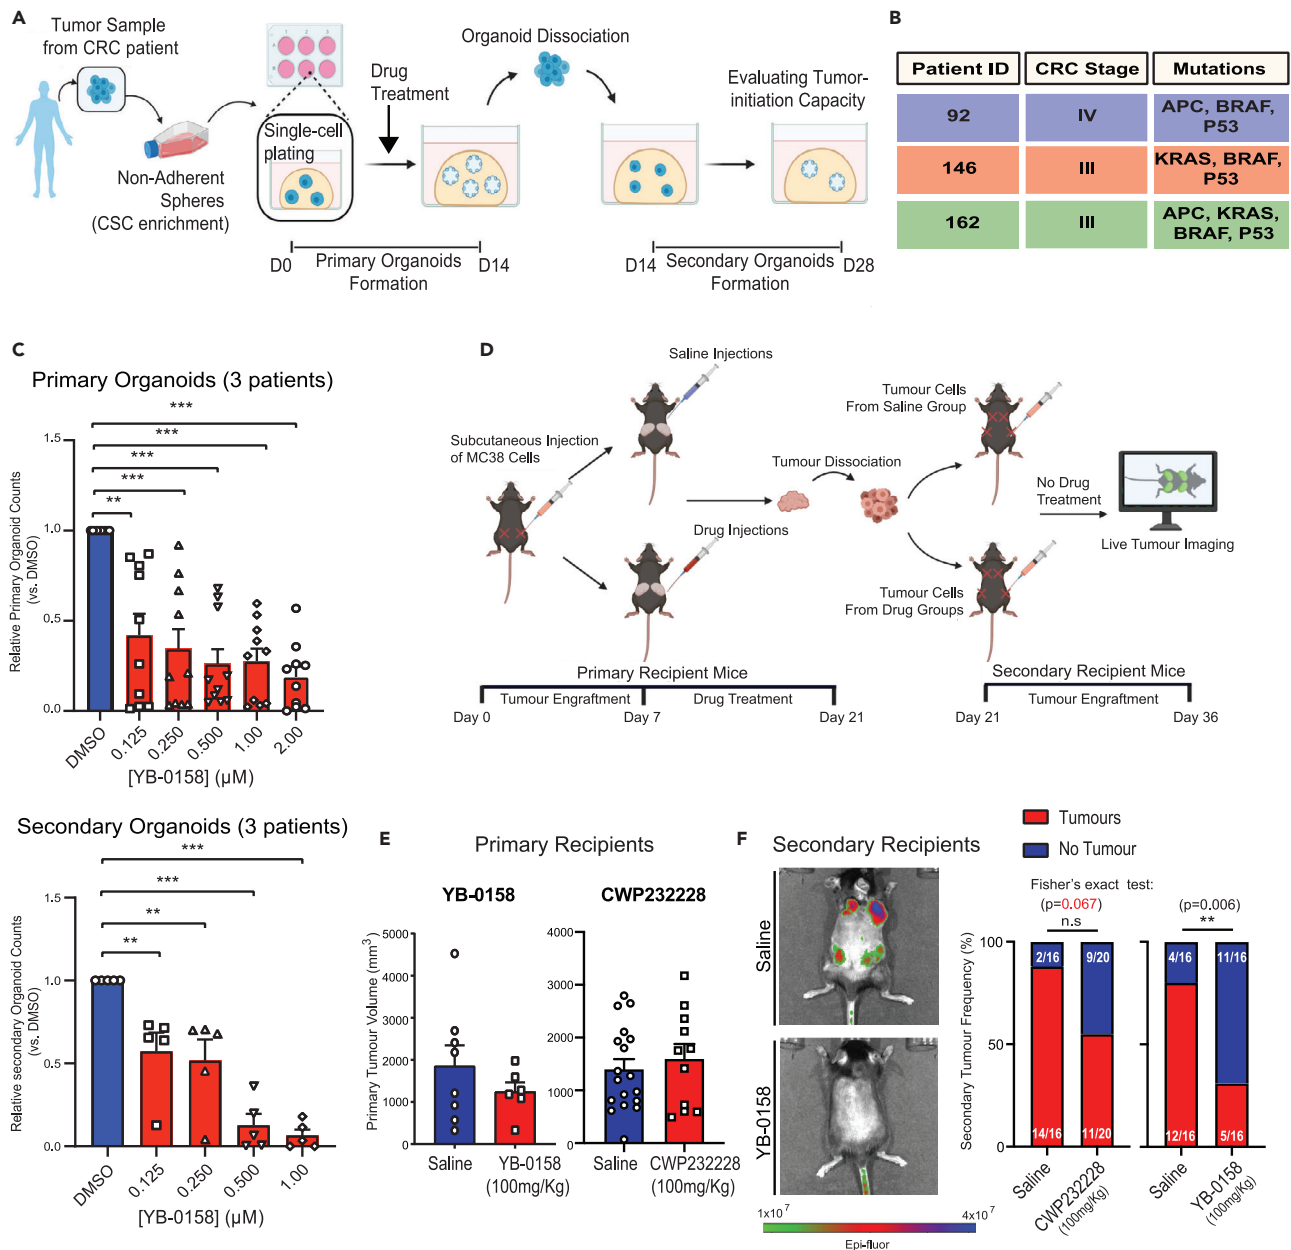 A
Tumor Sample
from CRC patient
Non-Adherent
Spheres
(CSC enrichment)
1 2 3
A
B
Single-cell
plating
Drug
Treatment
Organoid Dissociation
Evaluating Tumor-
initiation Capacity
D0
Primary Organoids
Formation
D14
D14
Secondary Organoids
Formation
D28
B
Patient ID CRC Stage Mutations
92 IV APC, BRAF,
P53
146 III KRAS, BRAF,
P53
162 III APC, KRAS,
BRAF, P53
C
Primary Organoids (3 patients)
***
***
***
***
**
1.5
1.0
0.5
0.0
Relative Primary Organoid Counts
(vs. DMSO)
DMSO
0.125
0.250
0.500
1.00
2.00
[YB-0158] (µM)
Secondary Organoids (3 patients)
***
***
**
**
1.5
1.0
0.5
0.0
Relative secondary Organoid Counts
(vs. DMSO)
DMSO
0.125
0.250
0.500
1.00
[YB-0158] (µM)
D
Saline Injections
Subcutaneous Injection
of MC38 Cells
Drug Injections
Tumour Dissociation
Tumour Cells
From Saline Group
Tumour Cells
From Drug Groups
No Drug
Treatment
Live Tumour Imaging
Primary Recipient Mice
Tumour Engraftment
Drug Treatment
Day 0
Day 7
Day 21
Secondary Recipient Mice
Tumour Engraftment
Day 21
Day 36
E
Primary Recipients
YB-0158
CWP232228
Primary Tumour Volume (mm³)
5000
4000
3000
2000
1000
0
Saline
YB-0158
(100mg/Kg)
4000
3000
2000
1000
0
Saline
CWP232228
(100mg/Kg)
F
Secondary Recipients
Saline
YB-0158
1x10⁷
4x10⁷
Epi-fluor
Tumours
No Tumour
Fisher's exact test:
(p=0.067)
n.s
(p=0.006)
**
Secondary Tumour Frequency (%)
100
50
0
2/16
9/20
4/16
11/16
14/16
11/20
12/16
5/16
Saline
CWP232228
(100mg/Kg)
Saline
YB-0158
(100mg/Kg)